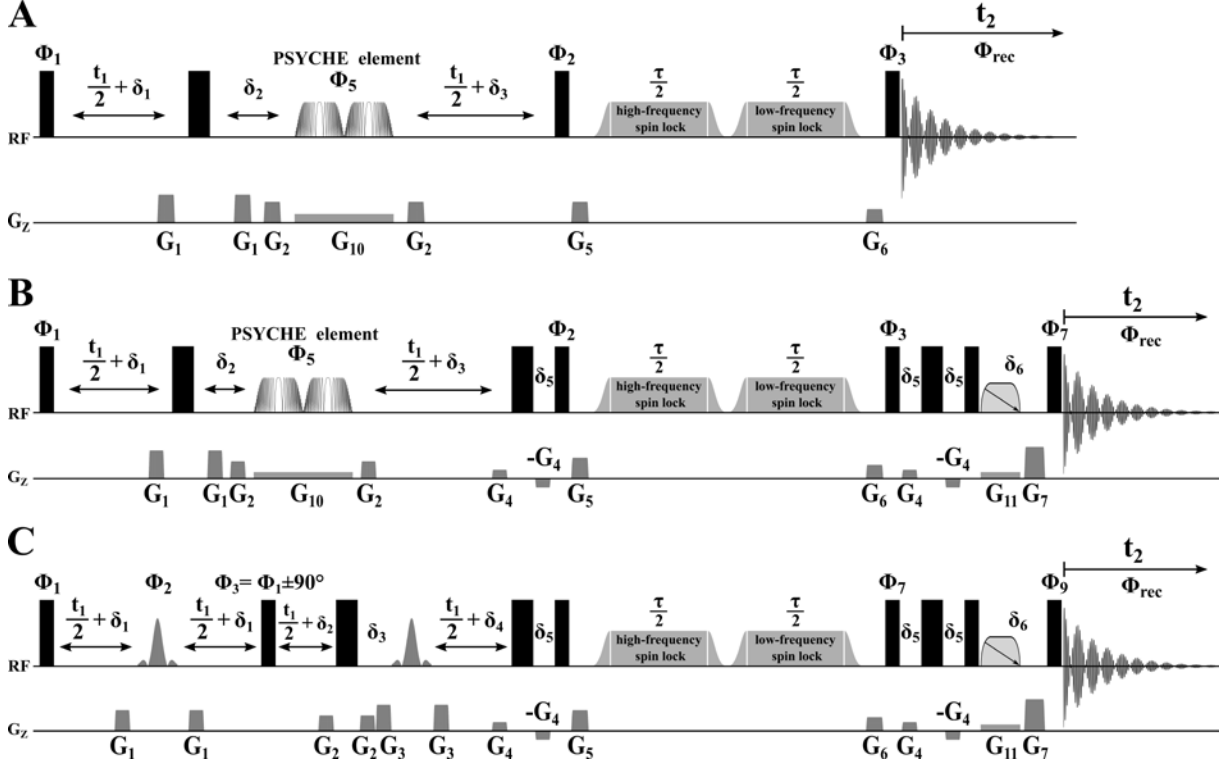 A
t₂
Φ₁
PSYCHE element
Φ₂
Φ₃
Φrec
t₁/2 + δ₁
δ₂
Φ₅
t₁/2 + δ₃
τ/2
τ/2
high-frequency spin lock
low-frequency spin lock
RF
Gz
G₁
G₁
G₂
G₁₀
G₂
G₅
G₆
B
t₂
Φ₁
PSYCHE element
Φ₂
Φ₃
Φ₇
Φrec
t₁/2 + δ₁
δ₂
Φ₅
t₁/2 + δ₃
δ₅
τ/2
τ/2
δ₅
δ₅
δ₆
high-frequency spin lock
low-frequency spin lock
RF
-G₄
-G₄
Gz
G₁
G₁
G₂
G₁₀
G₂
G₄
G₅
G₆
G₄
G₁₁
G₇
C
t₂
Φ₁
Φ₂
Φ₃= Φ₁±90°
Φ₇
Φ₉
Φrec
t₁/2 + δ₁
t₁/2 + δ₁
t₁/2 + δ₂
δ₃
t₁/2 + δ₄
δ₅
τ/2
τ/2
δ₅
δ₅
δ₆
high-frequency spin lock
low-frequency spin lock
RF
-G₄
-G₄
Gz
G₁
G₁
G₂
G₂
G₃
G₃
G₄
G₅
G₆
G₄
G₁₁
G₇